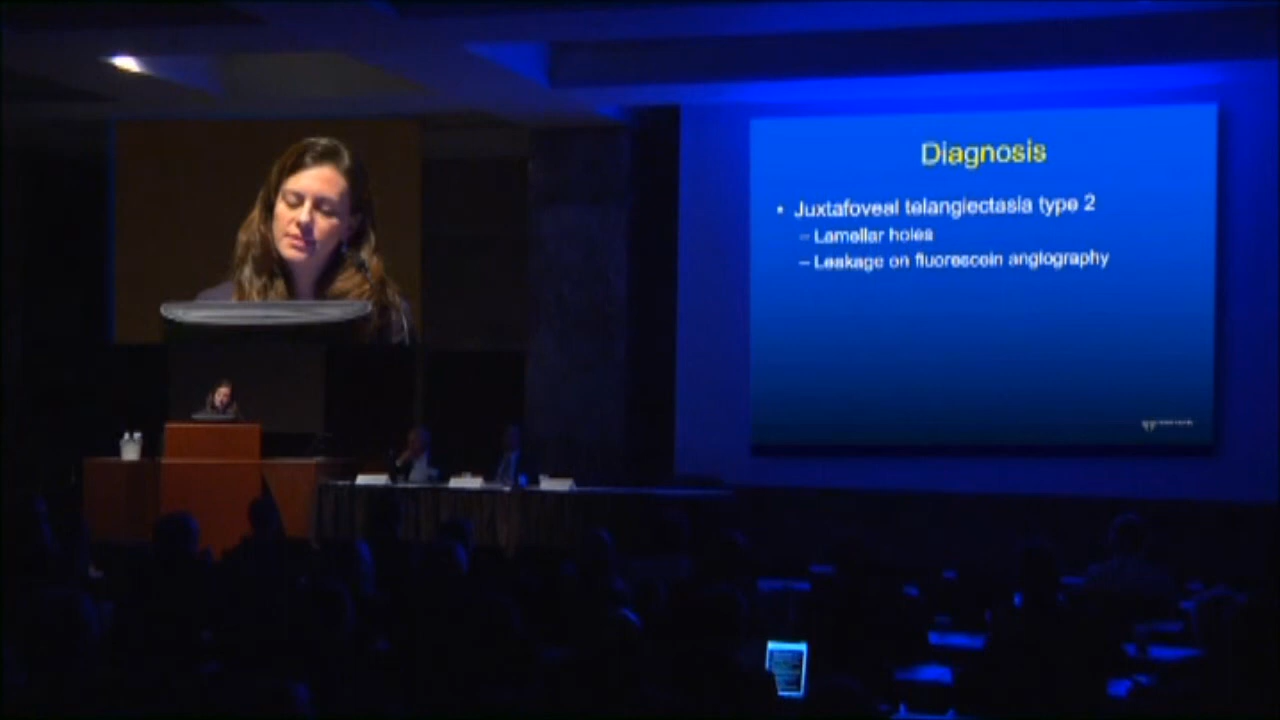 Diagnosis
• Juxtafoveal telangiectasia type 2
– Lamellar holes
– Leakage on fluorescein angiography